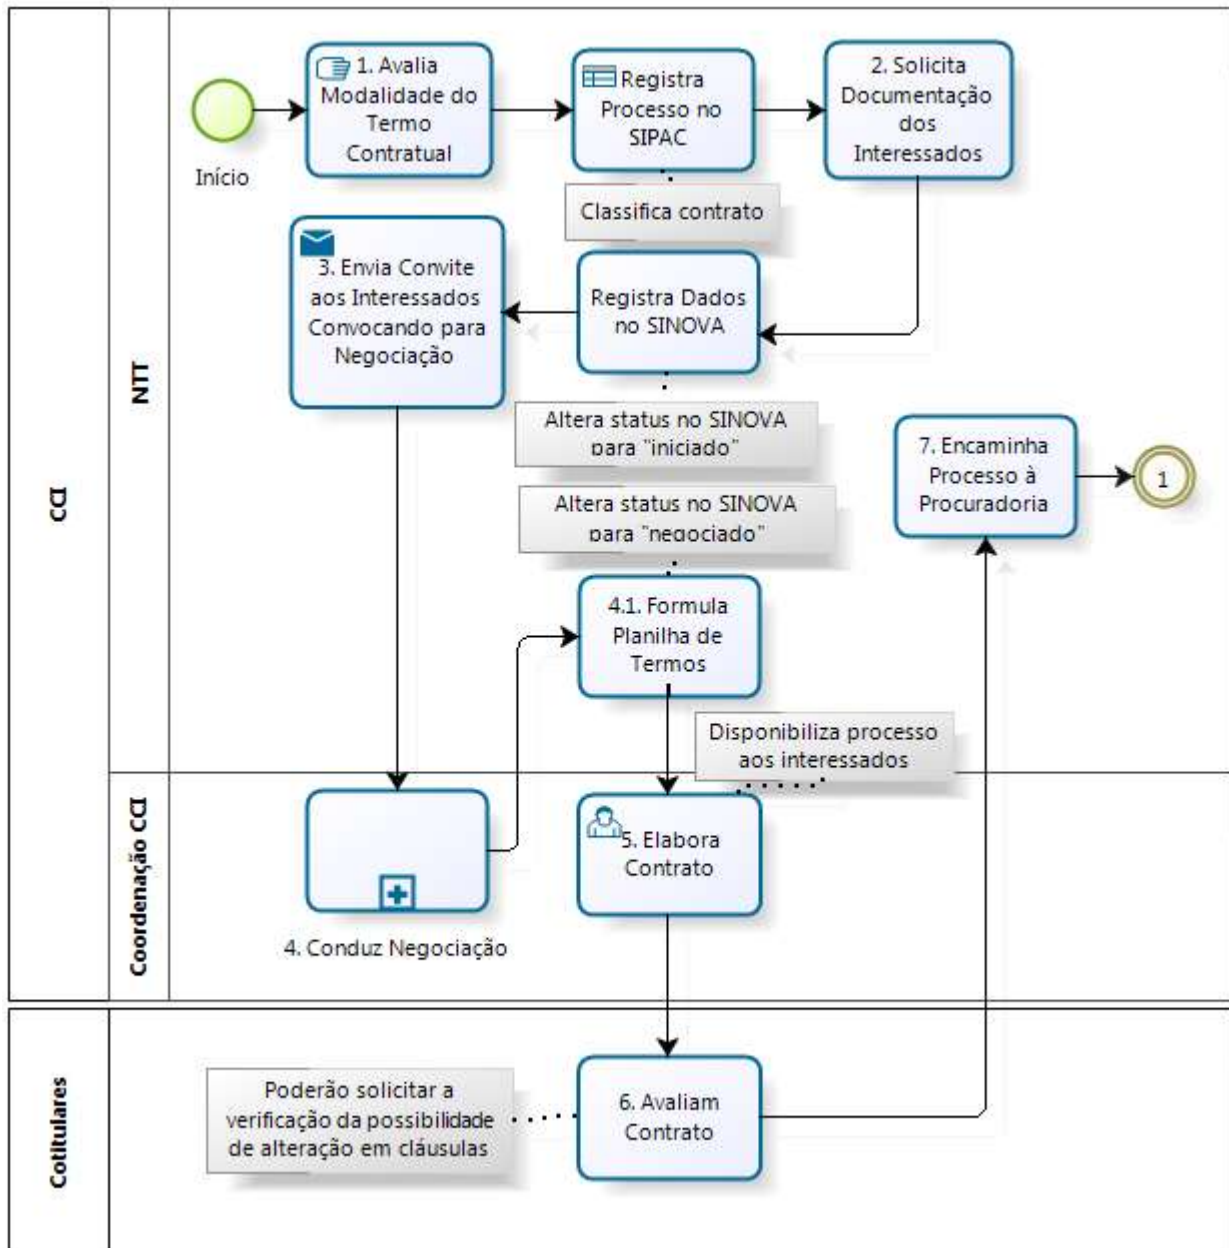 CCI
NTT
Início
1. Avalia
Modalidade do
Termo
Contratual
Registra
Processo no
SIPAC
Classifica contrato
2. Solicita
Documentação
dos
Interessados
Registra Dados
no SINOVA
Altera status no SINOVA
para "iniciado"
3. Envia Convite
aos Interessados
Convocando para
Negociação
Altera status no SINOVA
para "negociado"
4.1. Formula
Planilha de
Termos
7. Encaminha
Processo à
Procuradoria
1
Disponibiliza processo
aos interessados
Coordenação CCI
4. Conduz Negociação
5. Elabora
Contrato
Cotitulares
Poderão solicitar a
verificação da possibilidade
de alteração em cláusulas
6. Avaliam
Contrato